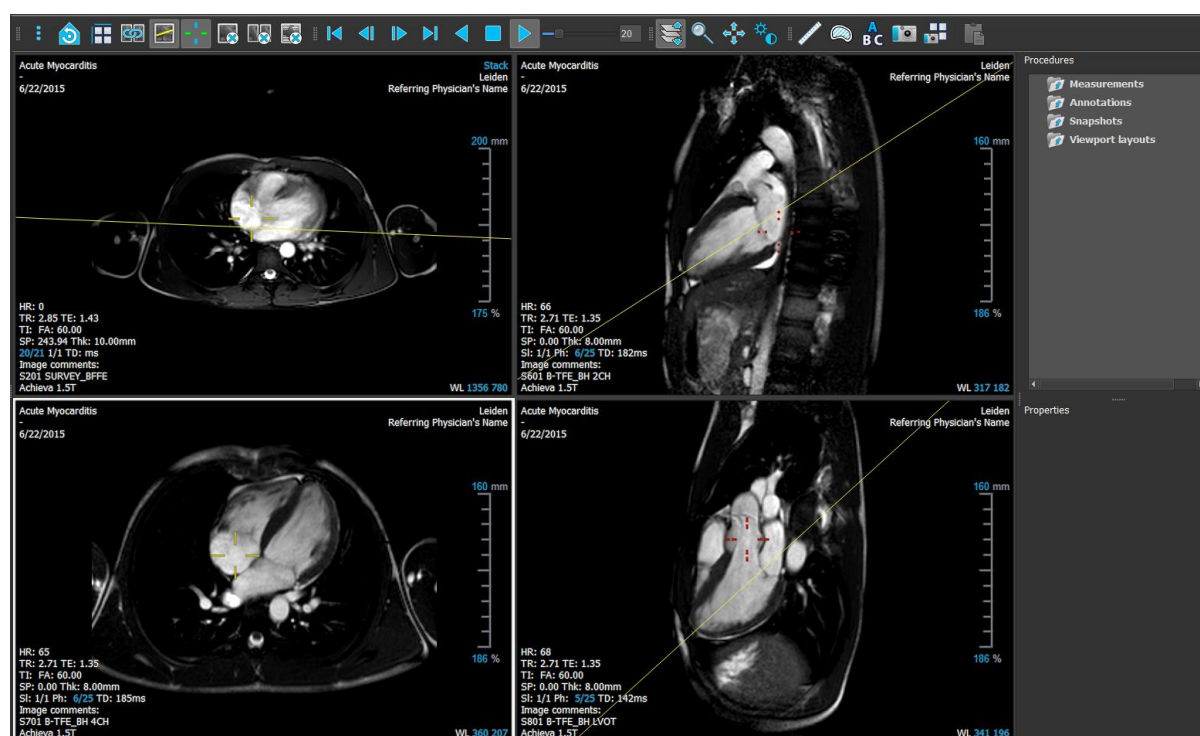 20
A
B C
Acute Myocarditis
-
6/22/2015
Stack
Leiden
Referring Physician's Name
200 mm
175 %
HR: 0
TR: 2.85 TE: 1.43
TI: FA: 60.00
SP: 243.94 Thk: 10.00mm
20/21 1/1 TD: ms
Image comments:
S201 SURVEY_BFFE
Achieva 1.5T
WL 1356 780
Acute Myocarditis
-
6/22/2015
Leiden
Referring Physician's Name
160 mm
186 %
HR: 66
TR: 2.71 TE: 1.35
TI: FA: 60.00
SP: 0.00 Thk: 8.00mm
Sl: 1/1 Ph: 6/25 TD: 182ms
Image comments:
S601 B-TFE_BH 2CH
Achieva 1.5T
WL 317 182
Acute Myocarditis
-
6/22/2015
Leiden
Referring Physician's Name
160 mm
186 %
HR: 65
TR: 2.71 TE: 1.35
TI: FA: 60.00
SP: 0.00 Thk: 8.00mm
Sl: 1/1 Ph: 6/25 TD: 185ms
Image comments:
S701 B-TFE_BH 4CH
Achieva 1.5T
WL 360 207
Acute Myocarditis
-
6/22/2015
Leiden
Referring Physician's Name
160 mm
186 %
HR: 68
TR: 2.71 TE: 1.35
TI: FA: 60.00
SP: 0.00 Thk: 8.00mm
Sl: 1/1 Ph: 5/25 TD: 142ms
Image comments:
S801 B-TFE_BH LVOT
Achieva 1.5T
WL 341 196
Procedures
Measurements
Annotations
Snapshots
Viewport layouts
Properties